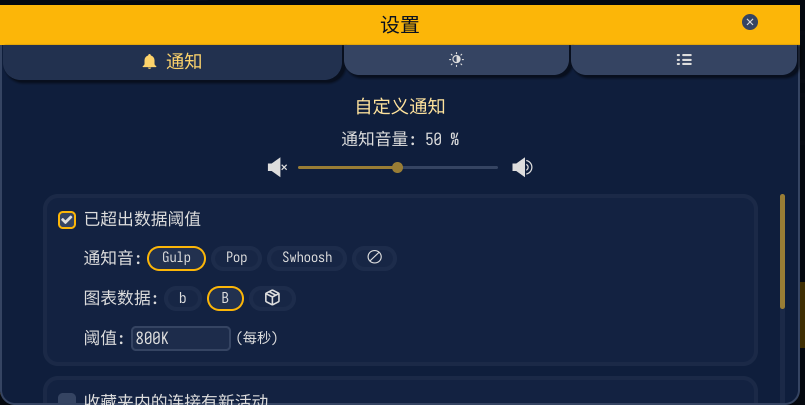 设置
通知
自定义通知
通知音量: 50 %
已超出数据阈值
通知音: Gulp Pop Swhoosh
图表数据: b B
阈值: 800K (每秒)
收藏夹内的连接有新活动